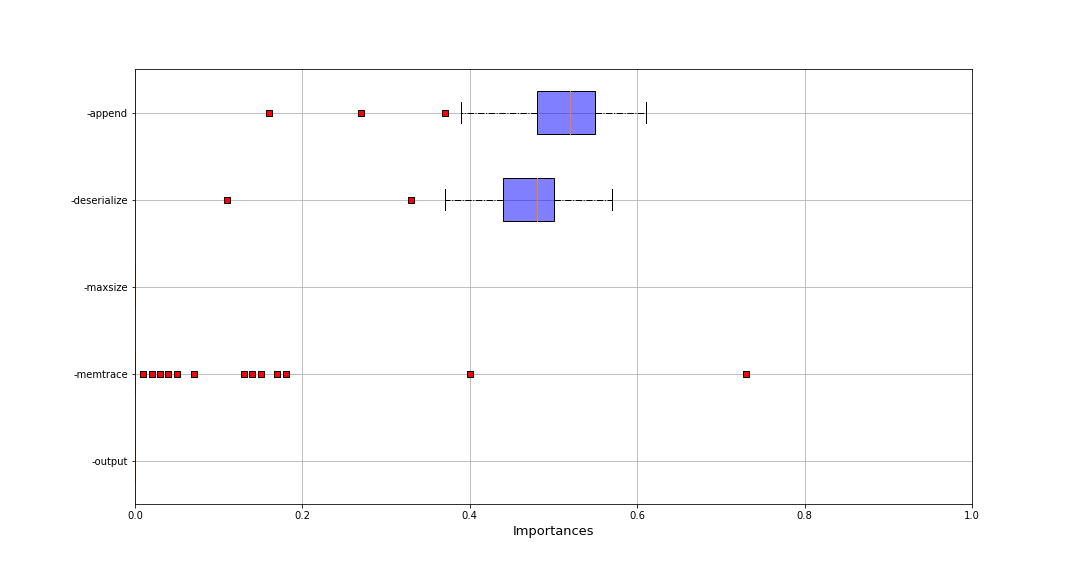 -append
-deserialize
-maxsize
-memtrace
-output
0.0 0.2 0.4 0.6 0.8 1.0
Importances